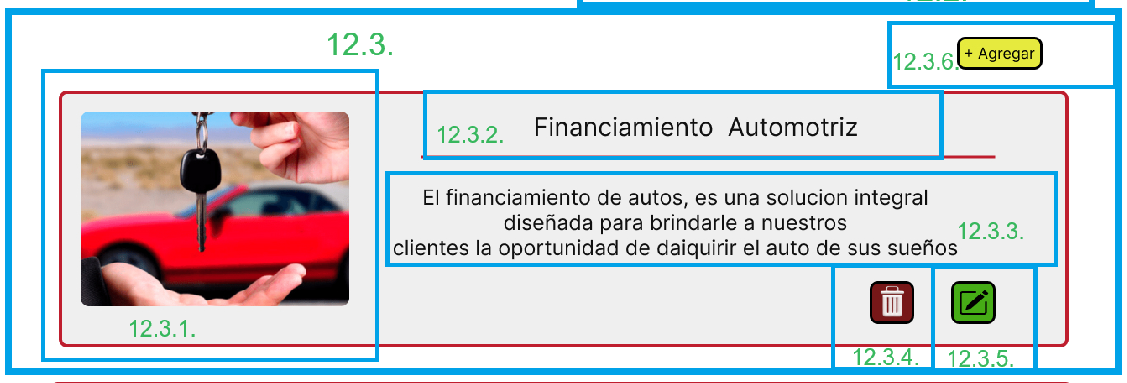 12.3.
12.3.6.
+ Agregar
12.3.2.
Financiamiento Automotriz
El financiamiento de autos, es una solucion integral
diseñada para brindarle a nuestros
clientes la oportunidad de daiquirir el auto de sus sueños
12.3.3.
12.3.1.
12.3.4.
12.3.5.